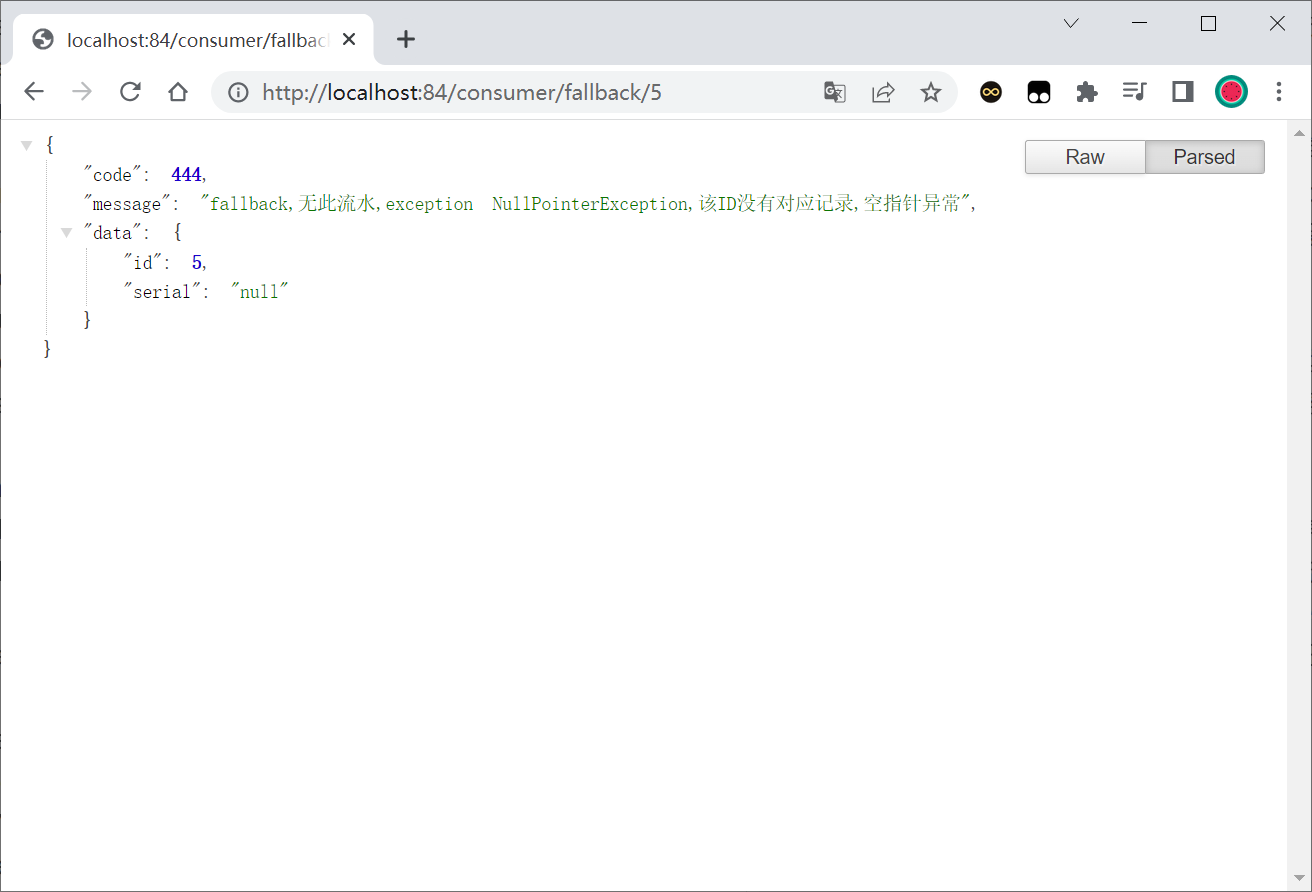 localhost:84/consumer/fallbac
http://localhost:84/consumer/fallback/5
Raw
Parsed
{
"code": 444,
"message": "fallback,无此流水,exception  NullPointerException,该ID没有对应记录,空指针异常",
"data": {
"id": 5,
"serial": "null"
}
}